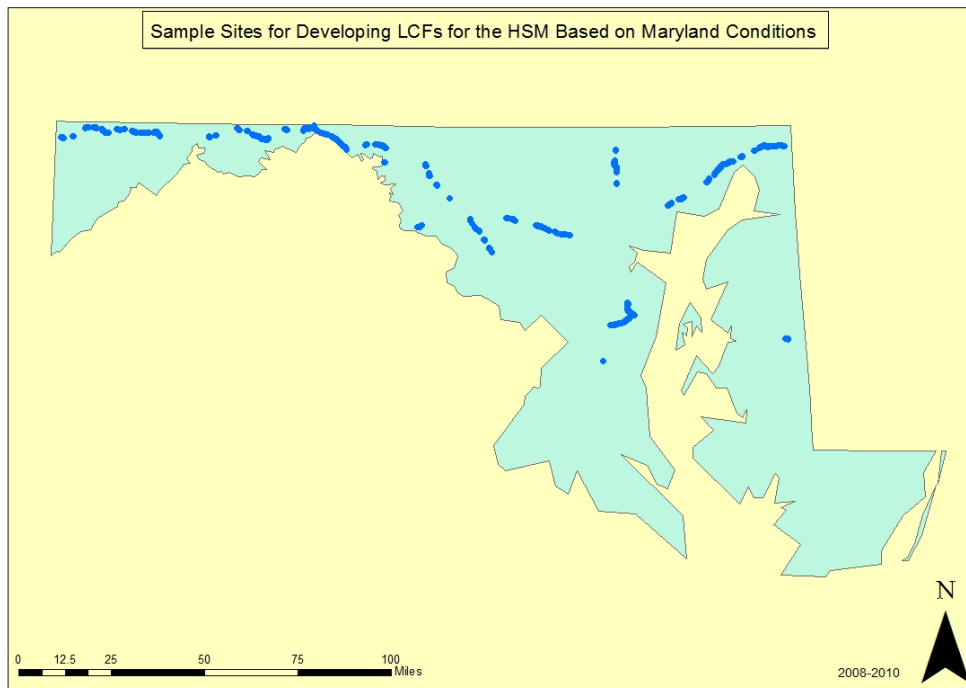 Sample Sites for Developing LCFs for the HSM Based on Maryland Conditions
N
0 12.5 25 50 75 100
Miles
2008-2010